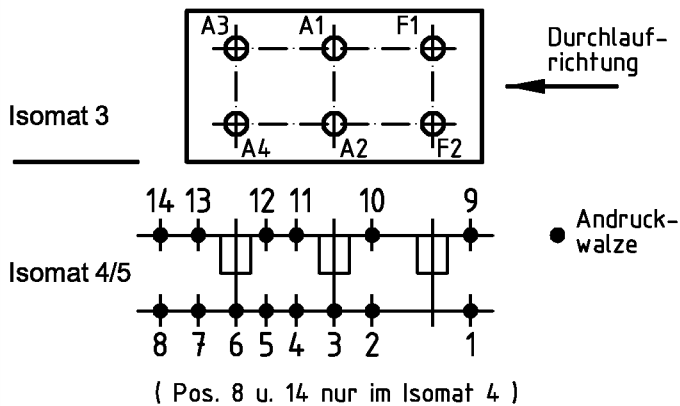 A3 A1 F1
Durchlauf-
richtung
Isomat 3
A4 A2 F2
14 13 12 11 10 9
Andruck-
walze
Isomat 4/5
8 7 6 5 4 3 2 1
( Pos. 8 u. 14 nur im Isomat 4 )